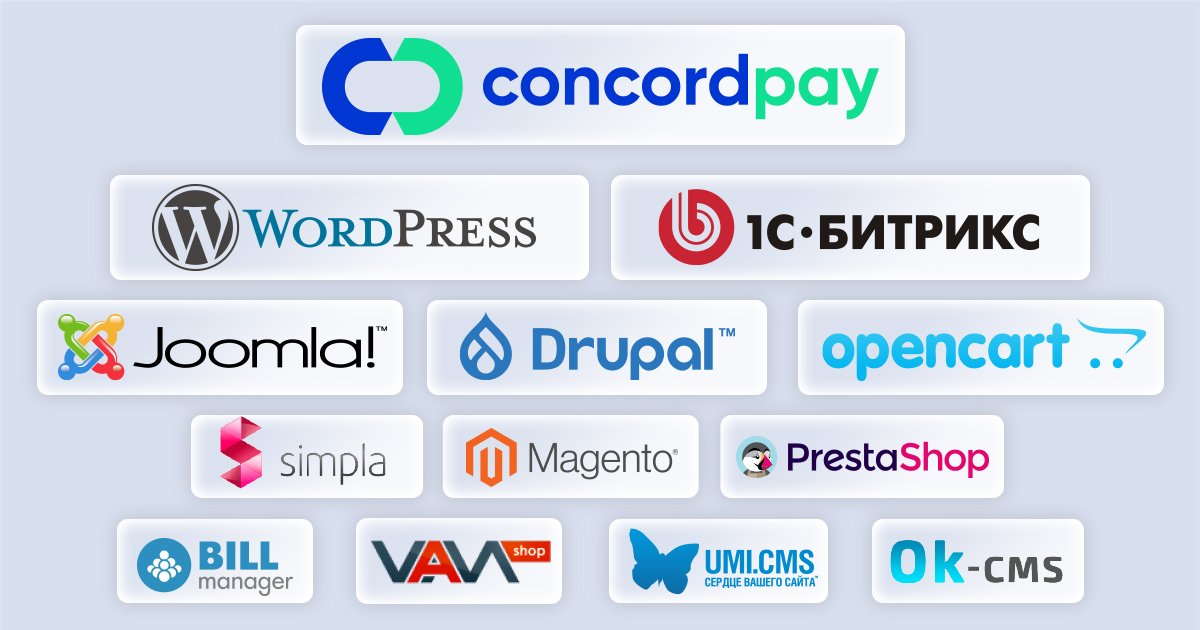 concordpay
WORDPRESS
1С·БИТРИКС
Joomla!™
Drupal™
opencart
simpla
Magento®
PrestaShop
BILL
manager
VAM shop
UMI.CMS
СЕРДЦЕ ВАШЕГО САЙТА™
Ok-CMS